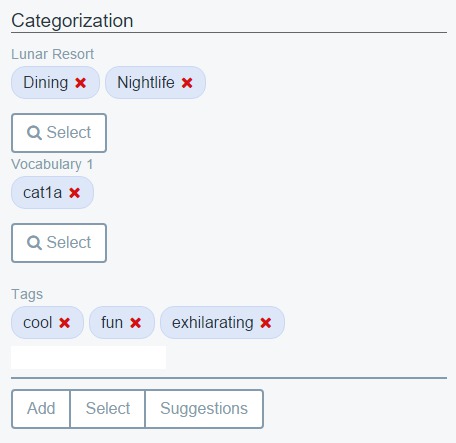 Categorization
Lunar Resort
Dining Nightlife
Select
Vocabulary 1
cat1a
Select
Tags
cool fun exhilarating
Add Select Suggestions